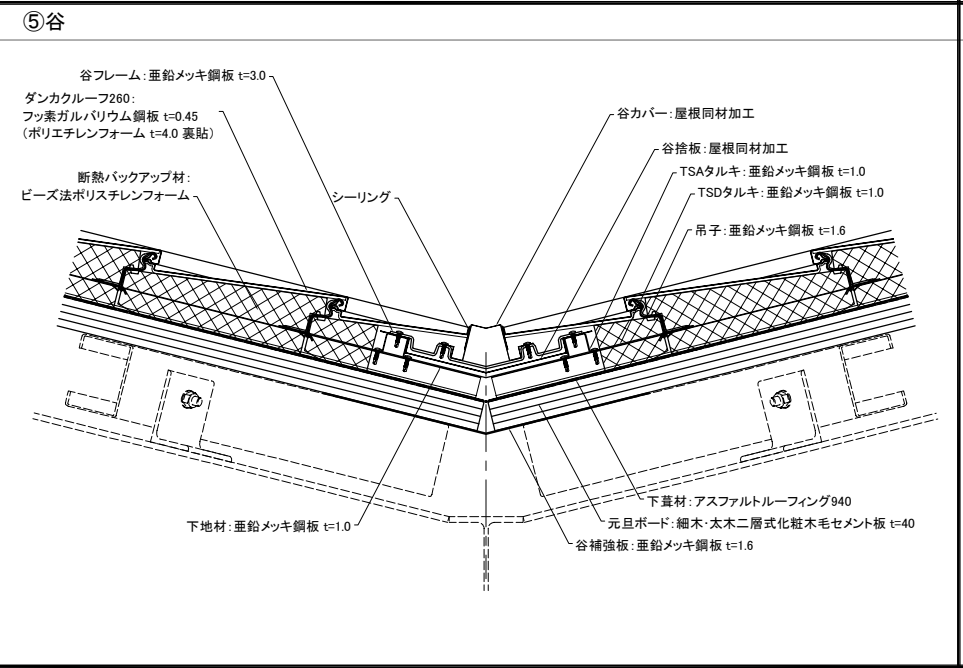 ⑤谷
谷フレーム：亜鉛メッキ鋼板 t=3.0
ダンカクルーフ260：
フッ素ガルバリウム鋼板 t=0.45
（ポリエチレンフォーム t=4.0 裏貼）
断熱バックアップ材：
ビーズ法ポリスチレンフォーム
シーリング
谷カバー：屋根同材加工
谷捨板：屋根同材加工
TSAタルキ：亜鉛メッキ鋼板 t=1.0
TSDタルキ：亜鉛メッキ鋼板 t=1.0
吊子：亜鉛メッキ鋼板 t=1.6
下地材：亜鉛メッキ鋼板 t=1.0
下葺材：アスファルトルーフィング940
元旦ボード：細木・太木二層式化粧木毛セメント板 t=40
谷補強板：亜鉛メッキ鋼板 t=1.6